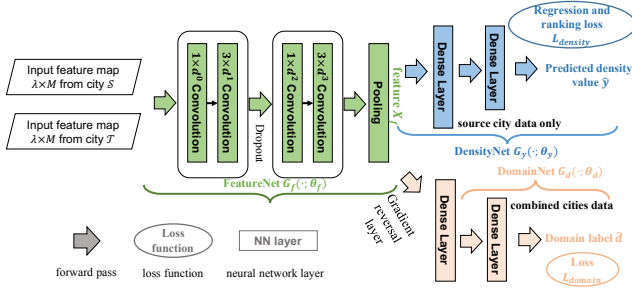 Input feature map
λ×M from city 𝒮
Input feature map
λ×M from city 𝒯
1×d⁰ Convolution
3×d¹ Convolution
Dropout
1×d² Convolution
3×d³ Convolution
Pooling
feature X_f
FeatureNet G_f(·;θ_f)
Dense Layer
Dense Layer
Regression and
ranking loss
L_density
Predicted density
value ŷ
source city data only
DensityNet G_y(·;θ_y)
Gradient
reversal
layer
DomainNet G_d(·;θ_d)
combined cities data
Dense Layer
Dense Layer
Domain label d̂
Loss
L_domain
forward pass
Loss
function
loss function
NN layer
neural network layer